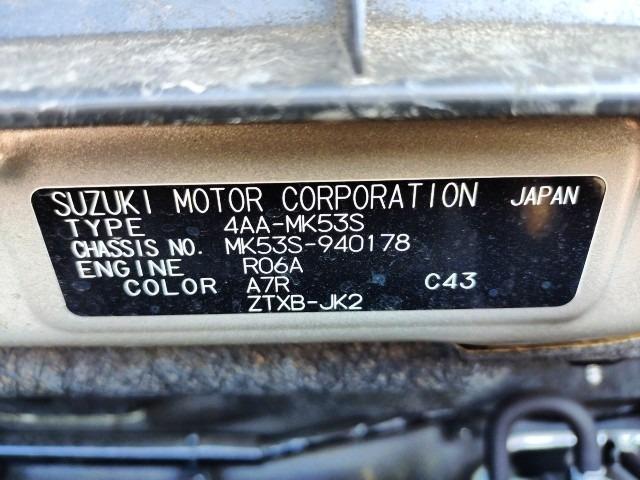 SUZUKI MOTOR CORPORATION JAPAN
TYPE 4AA-MK53S
CHASSIS NO. MK53S-940178
ENGINE R06A
COLOR A7R C43
ZTXB-JK2